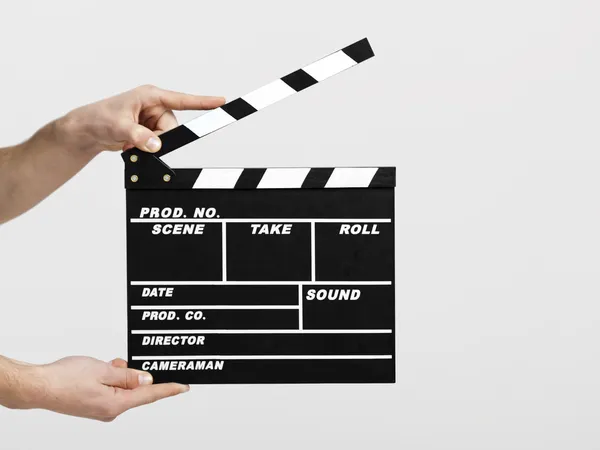 PROD. NO.
SCENE TAKE ROLL
DATE
SOUND
PROD. CO.
DIRECTOR
CAMERAMAN